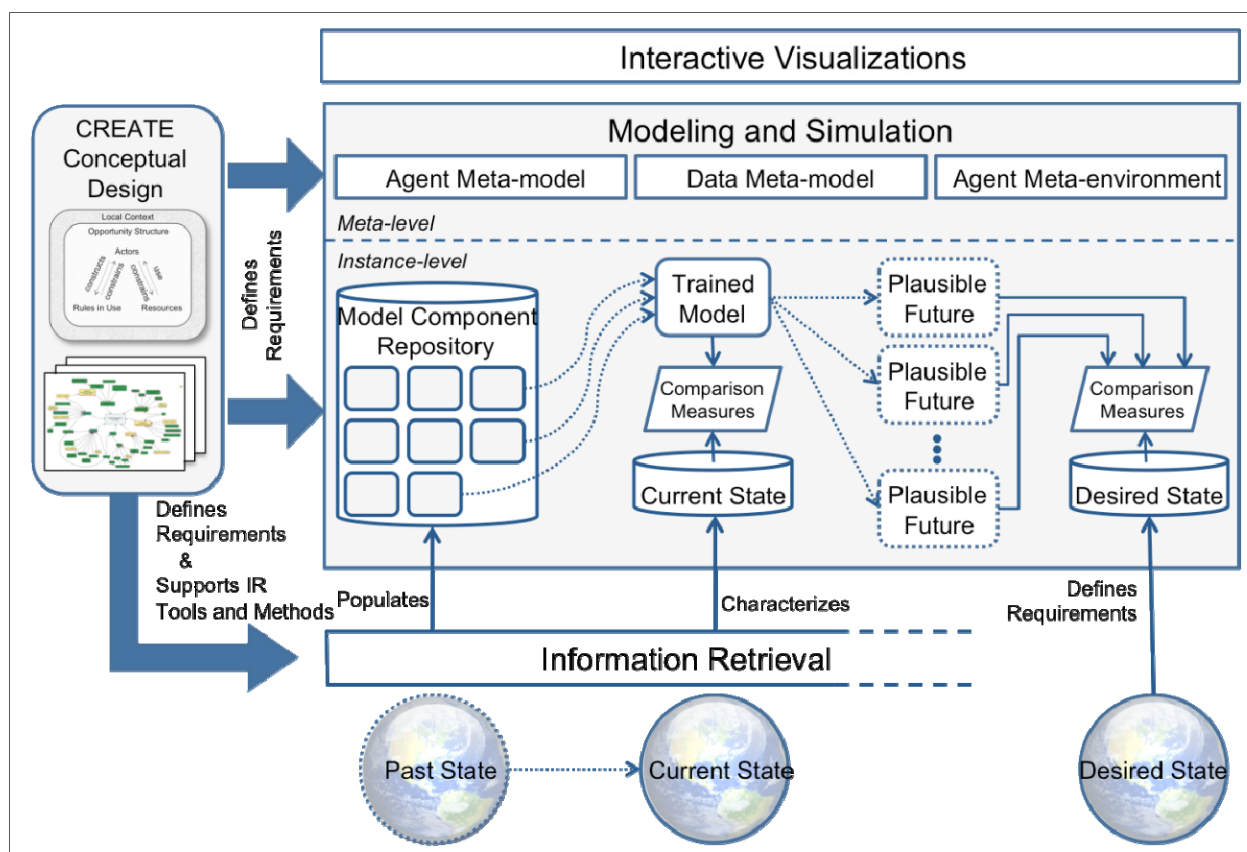 Interactive Visualizations
CREATE
Conceptual
Design
Local Context
Opportunity Structure
Actors
constructs
constrains
use
constrains
Rules in Use
Resources
Defines
Requirements
Modeling and Simulation
Agent Meta-model
Data Meta-model
Agent Meta-environment
Meta-level
Instance-level
Model Component
Repository
Trained
Model
Comparison
Measures
Current State
Plausible
Future
Plausible
Future
Plausible
Future
Comparison
Measures
Desired State
Defines
Requirements
&
Supports IR
Tools and Methods
Populates
Characterizes
Defines
Requirements
Information Retrieval
Past State
Current State
Desired State